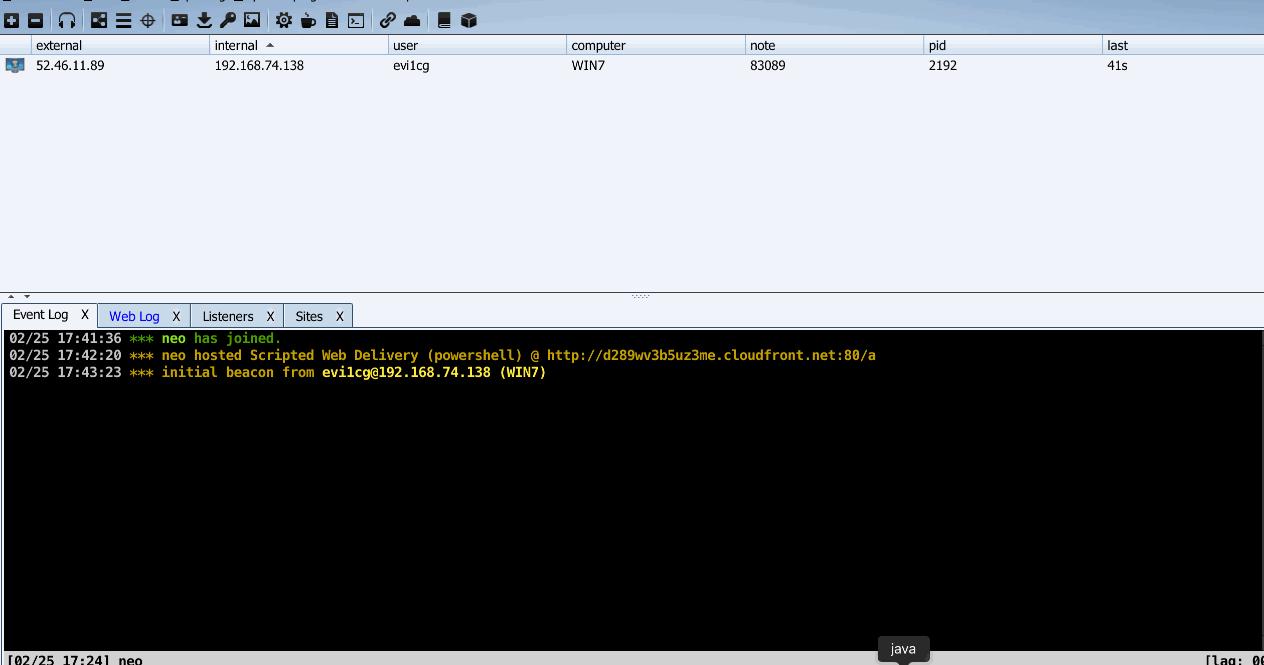 external internal user computer note pid last
52.46.11.89 192.168.74.138 evi1cg WIN7 83089 2192 41s
Event Log X Web Log X Listeners X Sites X
02/25 17:41:36 *** neo has joined.
02/25 17:42:20 *** neo hosted Scripted Web Delivery (powershell) @ http://d289wv3b5uz3me.cloudfront.net:80/a
02/25 17:43:23 *** initial beacon from evi1cg@192.168.74.138 (WIN7)
java
[02/25 17:24] neo [lag: 00